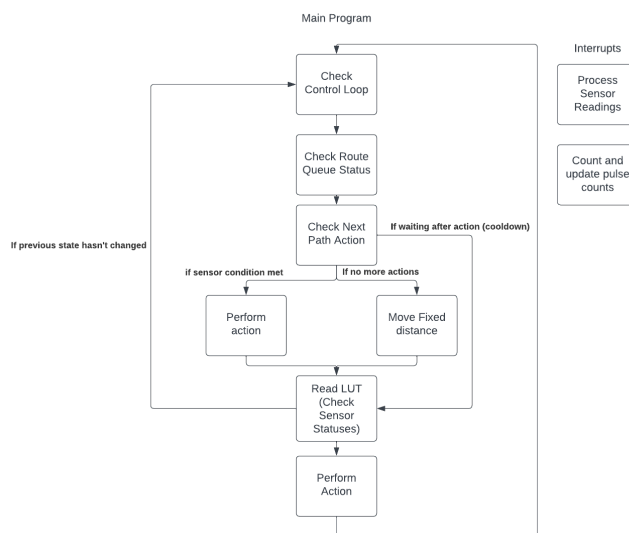 Main Program
Interrupts
Check
Control Loop
Process
Sensor
Readings
Check Route
Queue Status
Count and
update pulse
counts
Check Next
Path Action
If waiting after action (cooldown)
If previous state hasn't changed
if sensor condition met
If no more actions
Perform
action
Move Fixed
distance
Read LUT
(Check
Sensor
Statuses)
Perform
Action